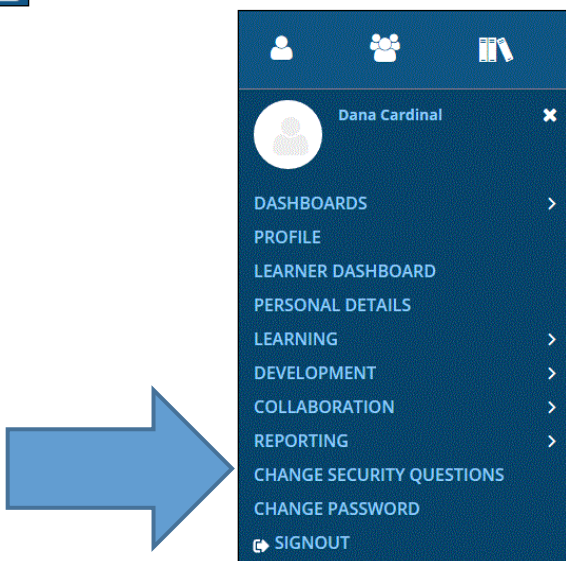 Dana Cardinal
DASHBOARDS
PROFILE
LEARNER DASHBOARD
PERSONAL DETAILS
LEARNING
DEVELOPMENT
COLLABORATION
REPORTING
CHANGE SECURITY QUESTIONS
CHANGE PASSWORD
SIGNOUT